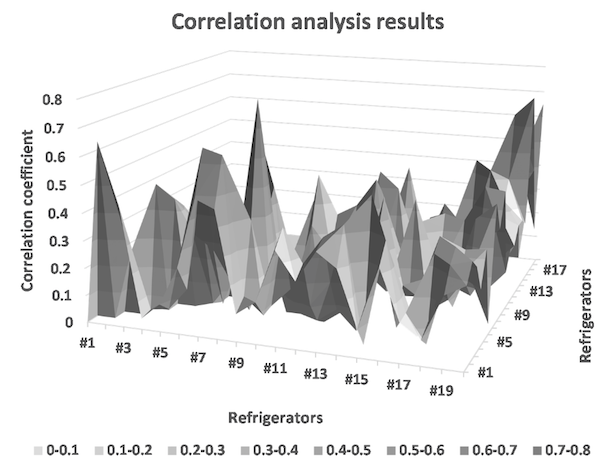 Correlation analysis results
0.8
0.7
0.6
0.5
0.4
0.3
0.2
0.1
0
Correlation coefficient
#1 #3 #5 #7 #9 #11 #13 #15 #17 #19
Refrigerators
#1
#5
#9
#13
#17
Refrigerators
0-0.1 0.1-0.2 0.2-0.3 0.3-0.4 0.4-0.5 0.5-0.6 0.6-0.7 0.7-0.8